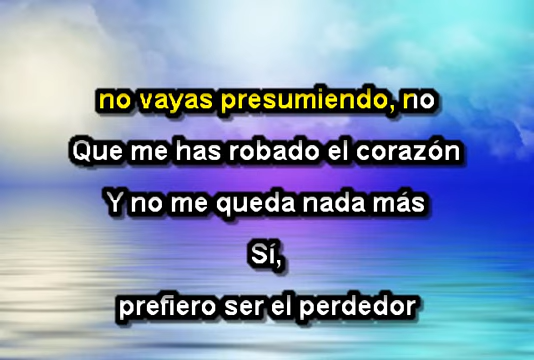 no vayas presumiendo, no
Que me has robado el corazón
Y no me queda nada más
Sí,
prefiero ser el perdedor